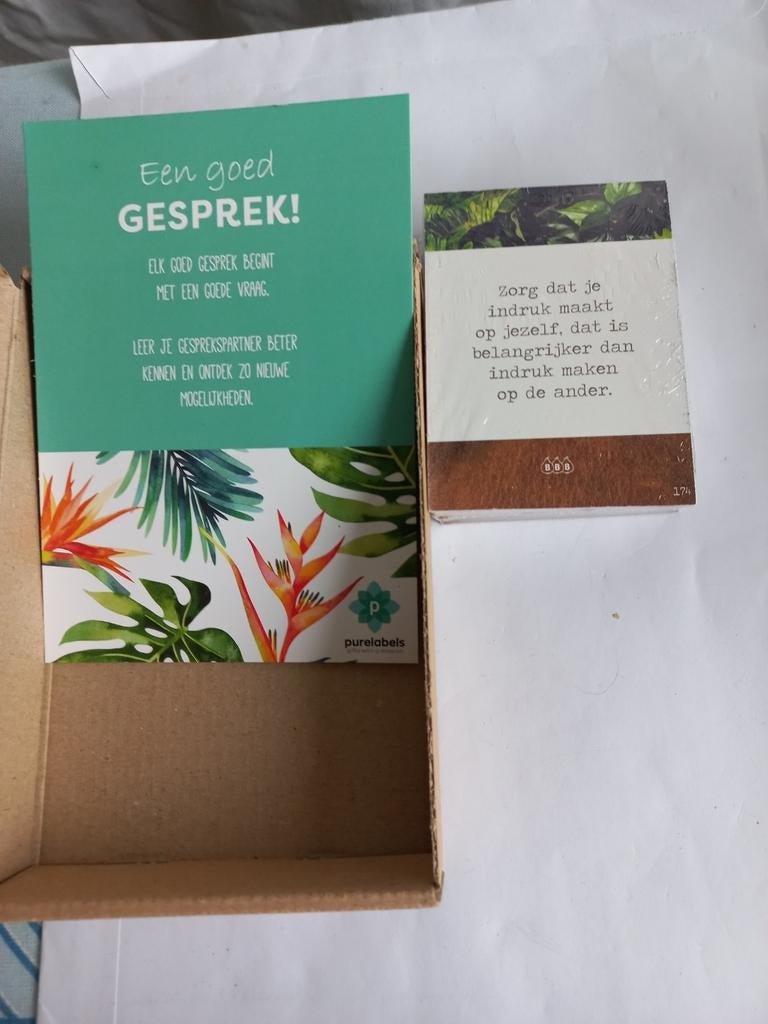 Een goed
GESPREK!
ELK GOED GESPREK BEGINT
MET EEN GOEDE VRAAG.
LEER JE GESPREKSPARTNER BETER
KENNEN EN ONTDEK ZO NIEUWE
MOGELIJKHEDEN.
p
purelabels
Zorg dat je
indruk maakt
op jezelf, dat is
belangrijker dan
indruk maken
op de ander.
BBB
174